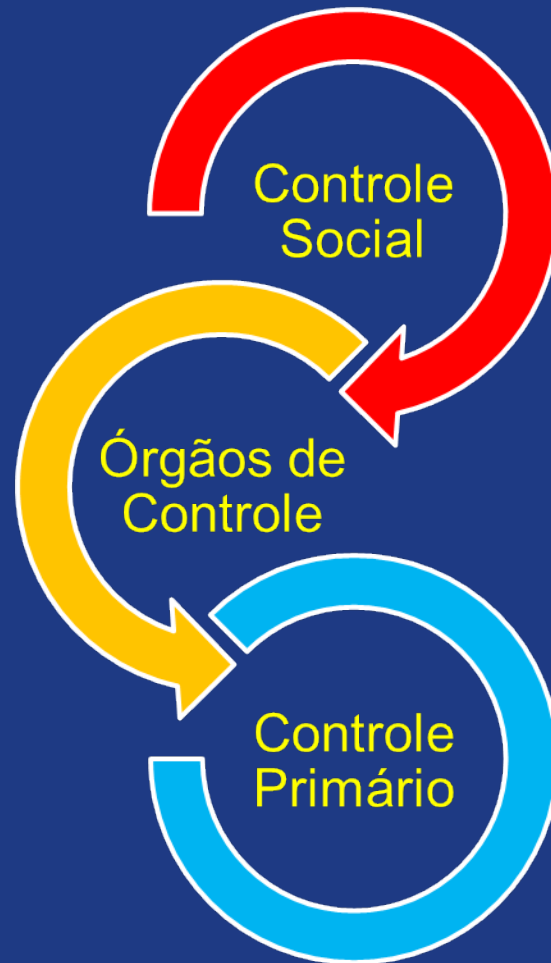 Controle
Social
Órgãos de
Controle
Controle
Primário